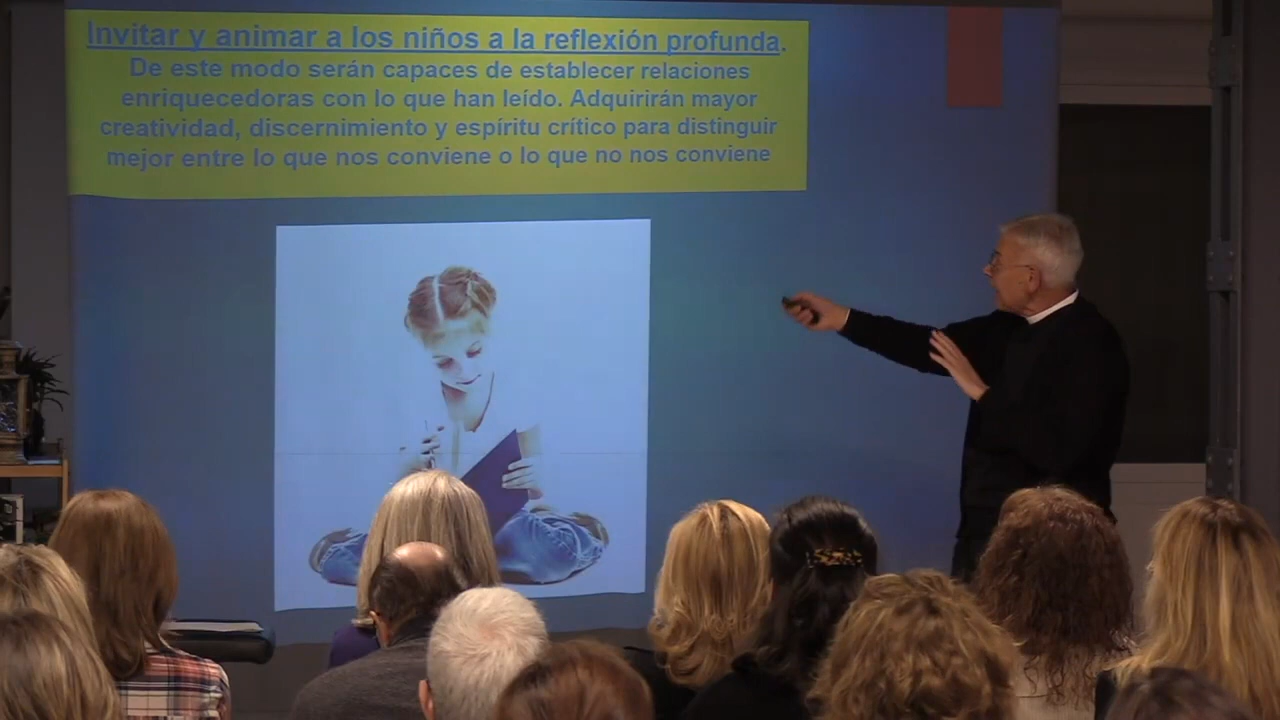 Invitar y animar a los niños a la reflexión profunda.
De este modo serán capaces de establecer relaciones
enriquecedoras con lo que han leído. Adquirirán mayor
creatividad, discernimiento y espíritu crítico para distinguir
mejor entre lo que nos conviene o lo que no nos conviene